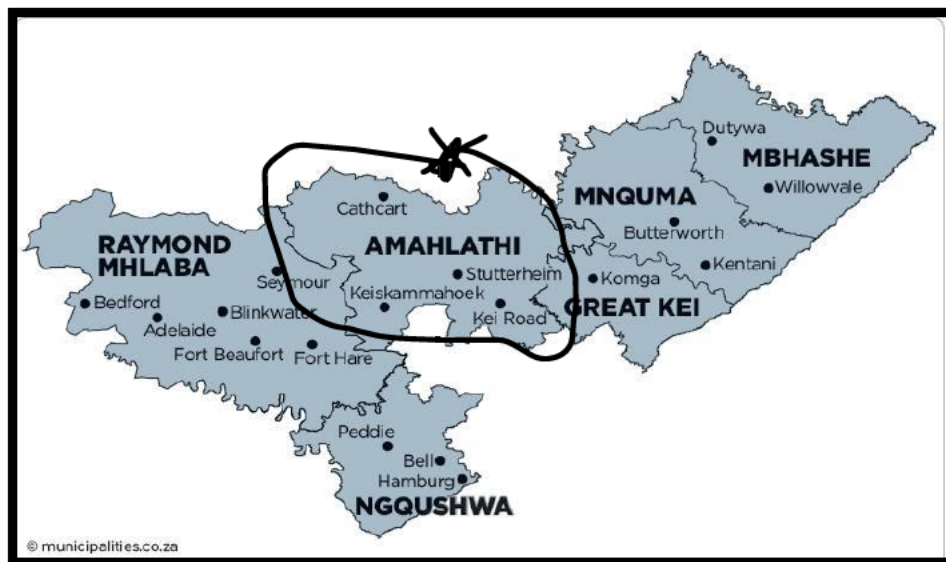 Dutywa
MBHASHE
Willowvale
MNQUMA
Butterworth
Kentani
Cathcart
AMAHLATHI
Stutterheim
Keiskammahoek
Kei Road
Komga
GREAT KEI
RAYMOND
MHLABA
Seymour
Bedford
Blinkwater
Adelaide
Fort Beaufort
Fort Hare
Peddie
Bell
Hamburg
NGQUSHWA
© municipalities.co.za